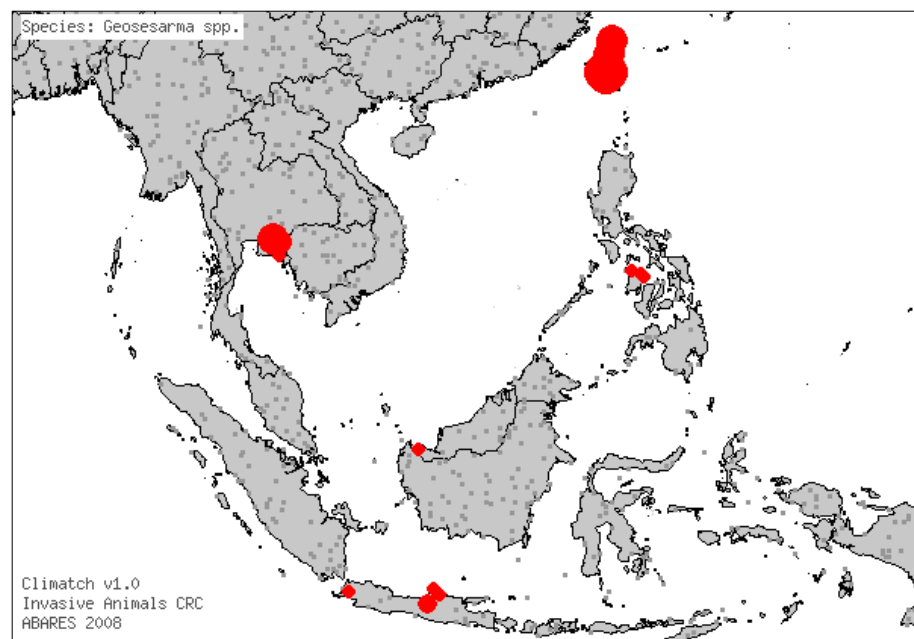 Species: Geosesarma spp.
Climatch v1.0
Invasive Animals CRC
ABARES 2008